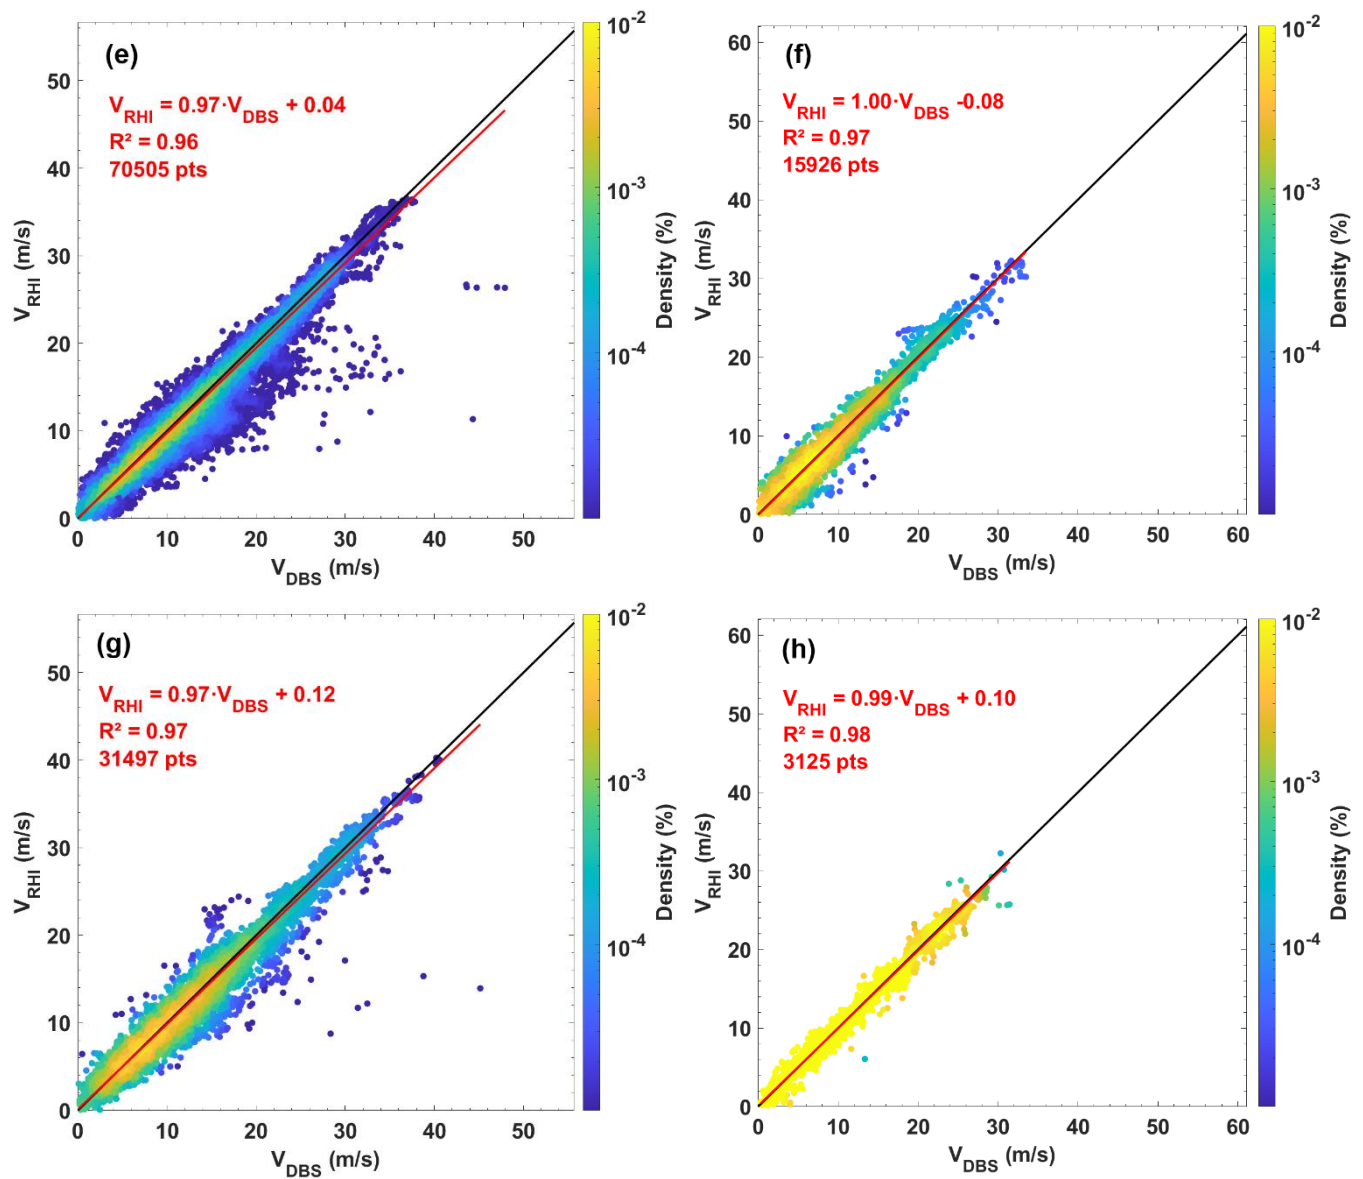 (e)
V_RHI = 0.97·V_DBS + 0.04
R² = 0.96
70505 pts
V_RHI (m/s)
50
40
30
20
10
0
0 10 20 30 40 50
V_DBS (m/s)
10^-2
10^-3
10^-4
Density (%)
(f)
V_RHI = 1.00·V_DBS -0.08
R² = 0.97
15926 pts
V_RHI (m/s)
60
50
40
30
20
10
0
0 10 20 30 40 50 60
V_DBS (m/s)
10^-2
10^-3
10^-4
Density (%)
(g)
V_RHI = 0.97·V_DBS + 0.12
R² = 0.97
31497 pts
V_RHI (m/s)
50
40
30
20
10
0
0 10 20 30 40 50
V_DBS (m/s)
10^-2
10^-3
10^-4
Density (%)
(h)
V_RHI = 0.99·V_DBS + 0.10
R² = 0.98
3125 pts
V_RHI (m/s)
60
50
40
30
20
10
0
0 10 20 30 40 50 60
V_DBS (m/s)
10^-2
10^-3
10^-4
Density (%)